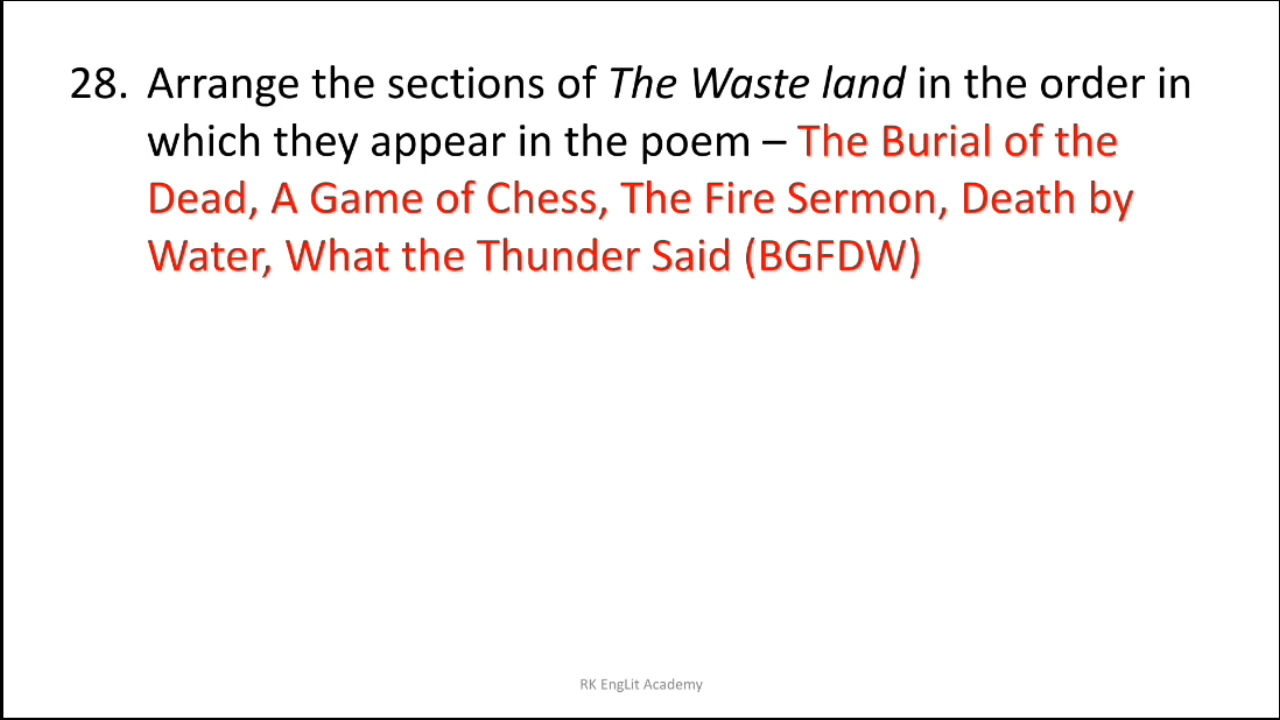 28. Arrange the sections of The Waste land in the order in
which they appear in the poem – The Burial of the
Dead, A Game of Chess, The Fire Sermon, Death by
Water, What the Thunder Said (BGFDW)
RK EngLit Academy